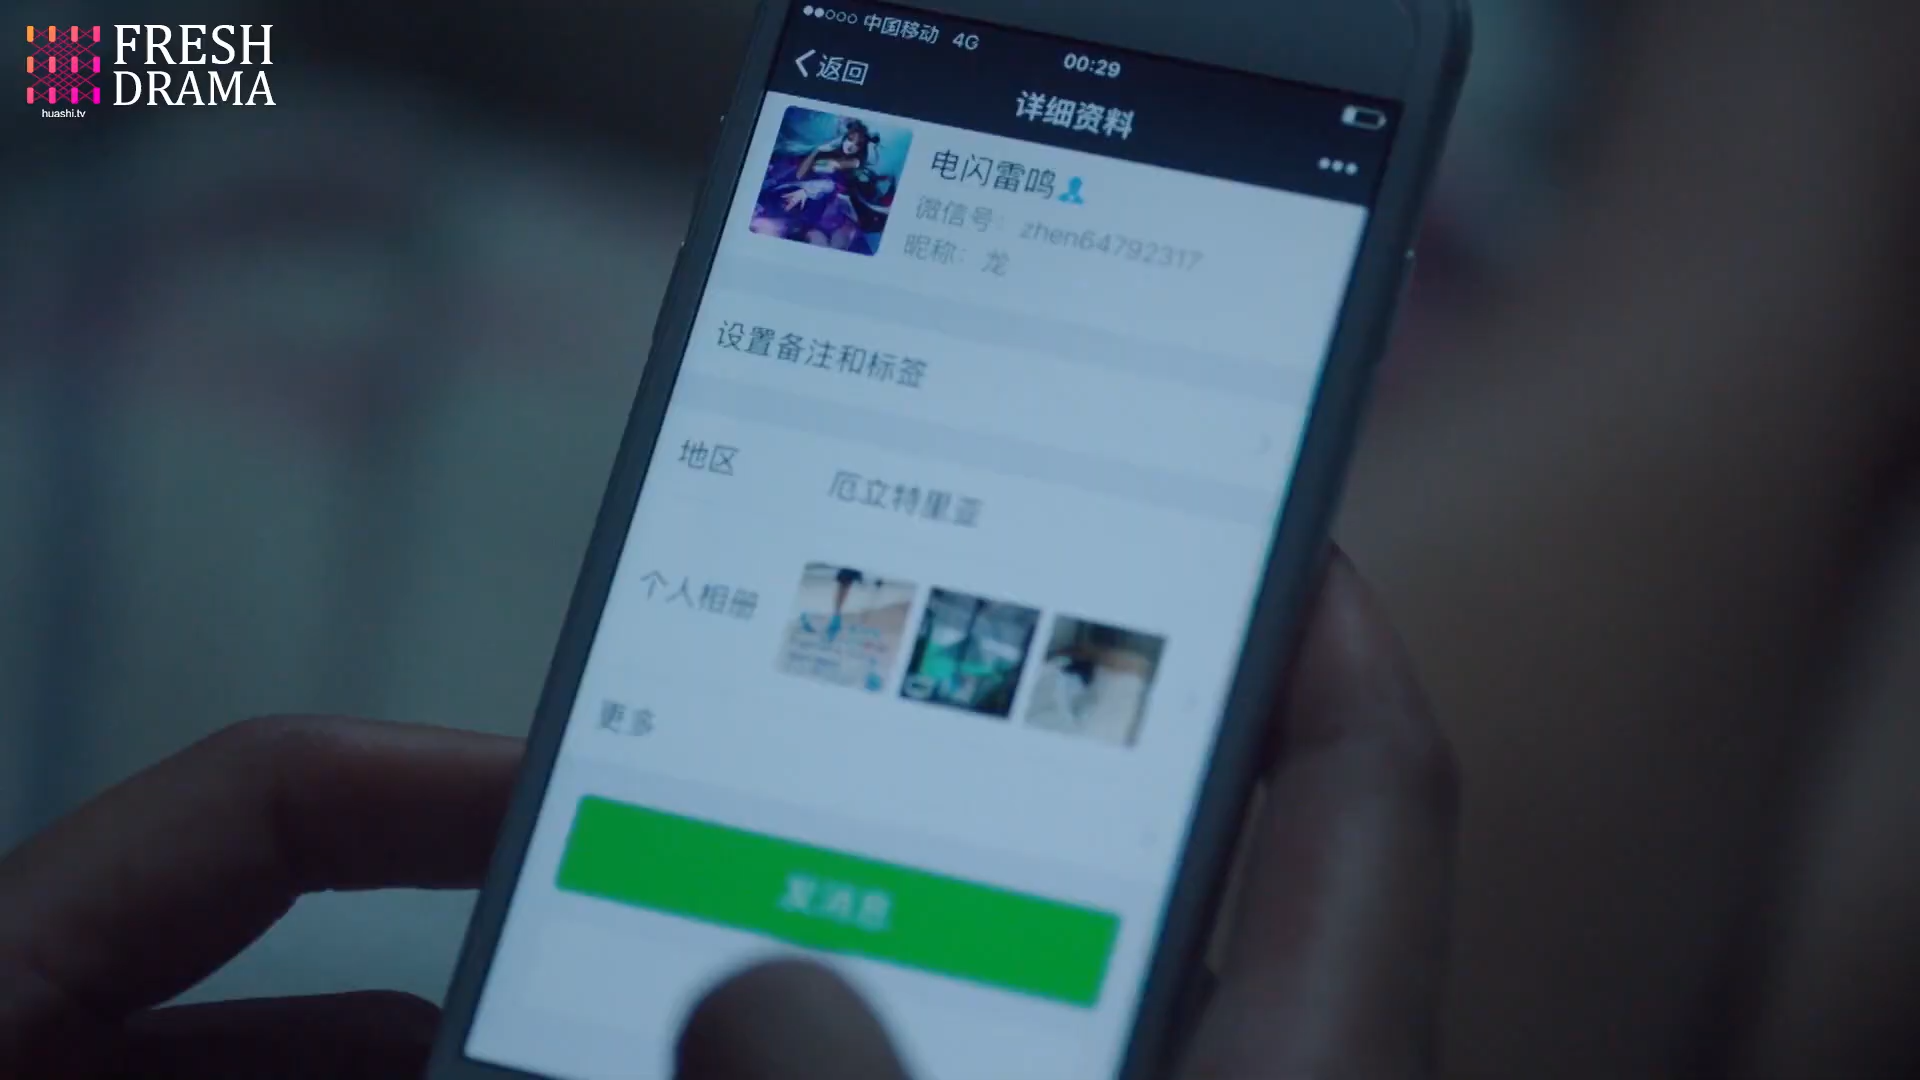 FRESH
DRAMA
huashi.tv
中国移动 4G
00:29
返回
详细资料
电闪雷鸣
微信号: zhen64792317
昵称: 龙
设置备注和标签
地区
厄立特里亚
个人相册
更多
发消息